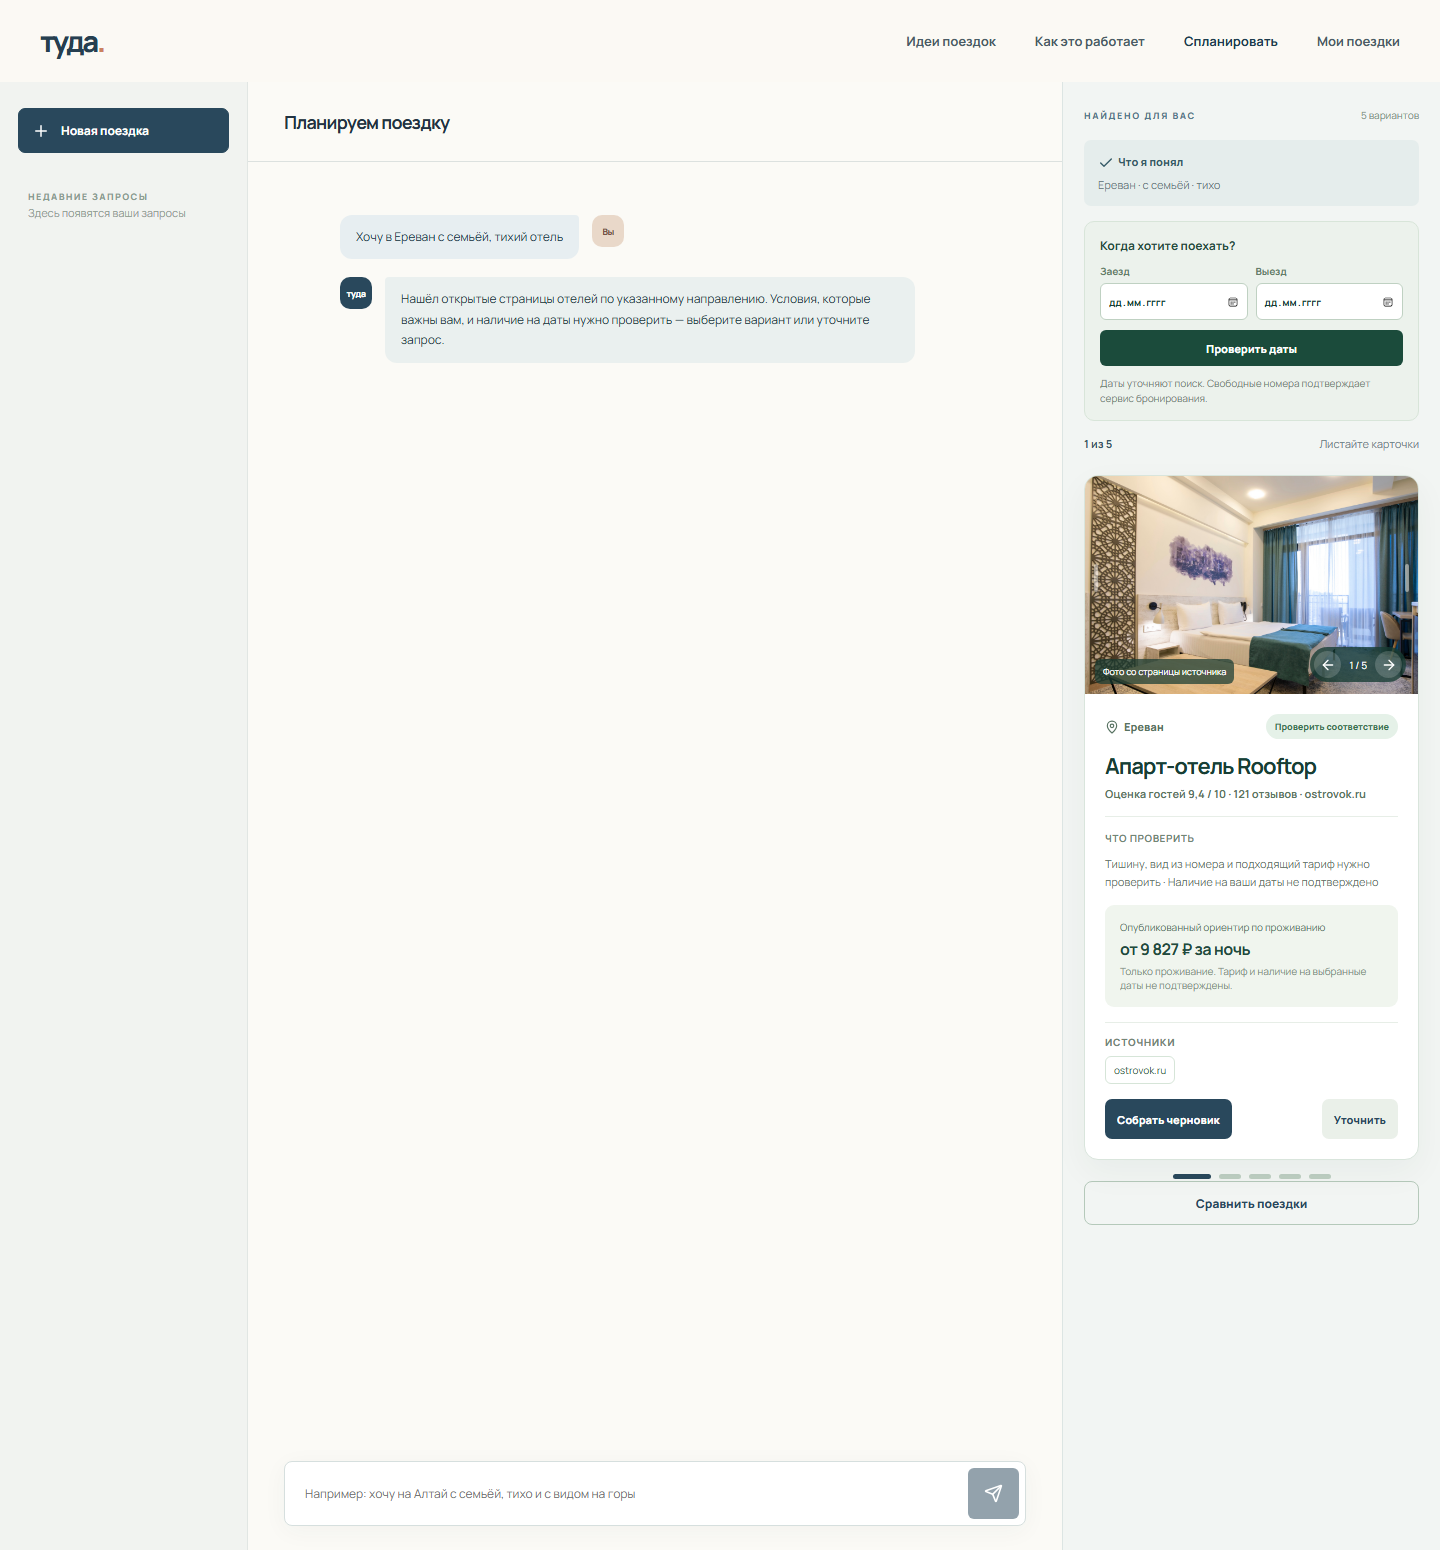 туда.
Идеи поездок
Как это работает
Спланировать
Мои поездки
Новая поездка
НЕДАВНИЕ ЗАПРОСЫ
Здесь появятся ваши запросы
Планируем поездку
Хочу в Ереван с семьёй, тихий отель
Вы
туда
Нашёл открытые страницы отелей по указанному направлению. Условия, которые
важны вам, и наличие на даты нужно проверить — выберите вариант или уточните
запрос.
Например: хочу на Алтай с семьёй, тихо и с видом на горы
НАЙДЕНО ДЛЯ ВАС
5 вариантов
Что я понял
Ереван · с семьёй · тихо
Когда хотите поехать?
Заезд
Выезд
дд.мм.гггг
дд.мм.гггг
Проверить даты
Даты уточняют поиск. Свободные номера подтверждает
сервис бронирования.
1 из 5
Листайте карточки
Фото со страницы источника
1 / 5
Ереван
Проверить соответствие
Апарт-отель Rooftop
Оценка гостей 9,4 / 10 · 121 отзывов · ostrovok.ru
ЧТО ПРОВЕРИТЬ
Тишину, вид из номера и подходящий тариф нужно
проверить · Наличие на ваши даты не подтверждено
Опубликованный ориентир по проживанию
от 9 827 ₽ за ночь
Только проживание. Тариф и наличие на выбранные
даты не подтверждены.
ИСТОЧНИКИ
ostrovok.ru
Собрать черновик
Уточнить
Сравнить поездки